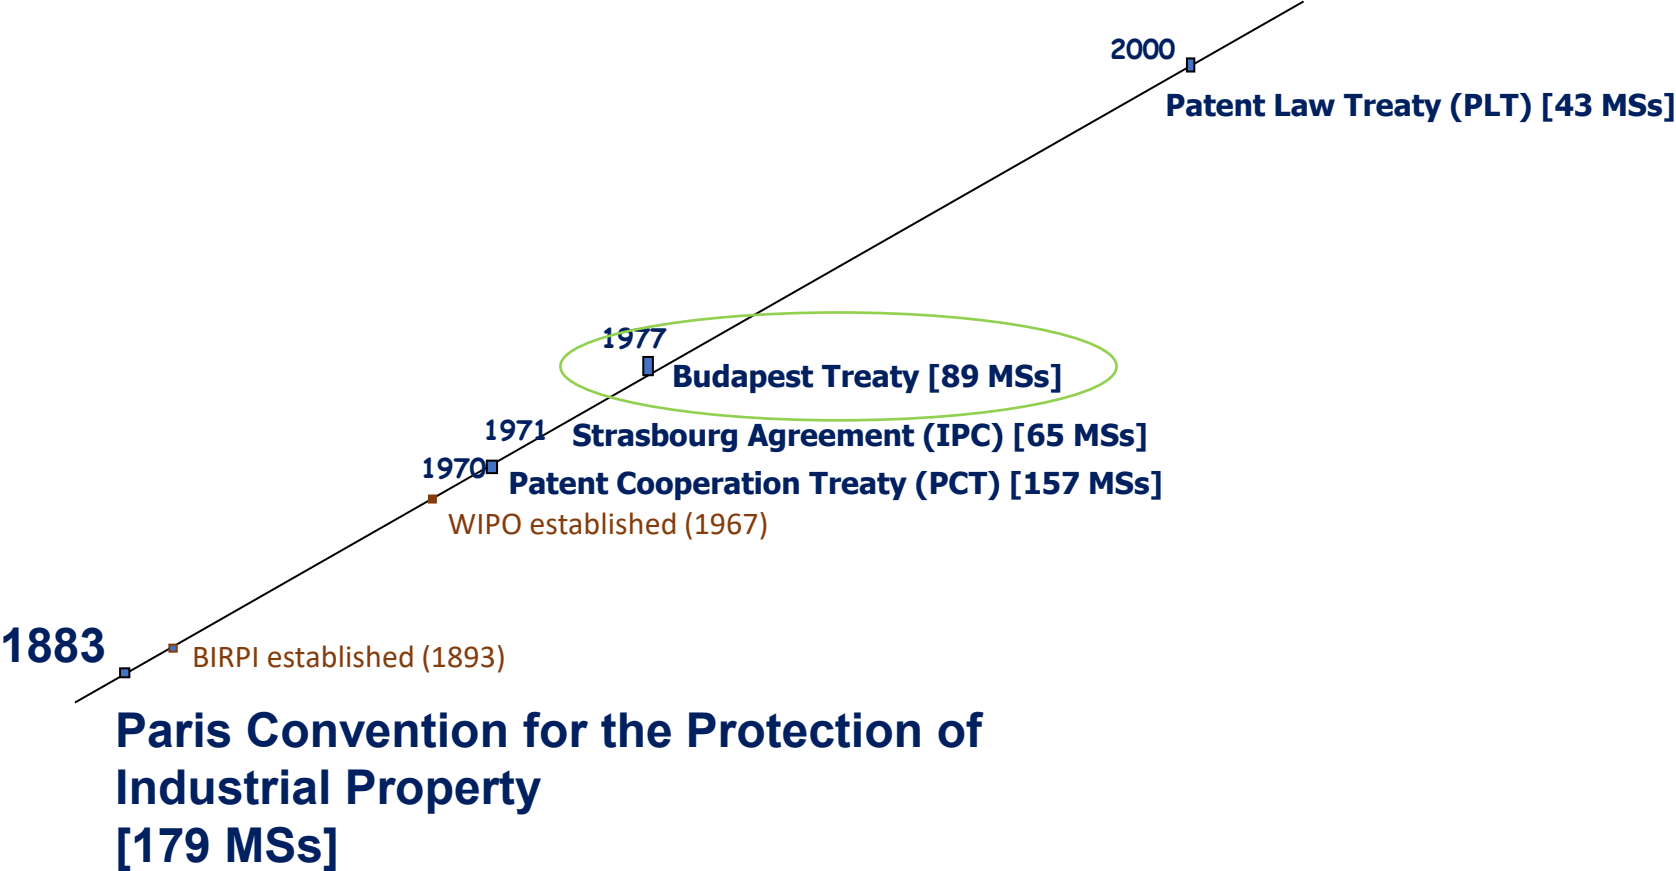 2000
Patent Law Treaty (PLT) [43 MSs]
1977
Budapest Treaty [89 MSs]
1971
Strasbourg Agreement (IPC) [65 MSs]
1970
Patent Cooperation Treaty (PCT) [157 MSs]
WIPO established (1967)
1883
BIRPI established (1893)
Paris Convention for the Protection of
Industrial Property
[179 MSs]